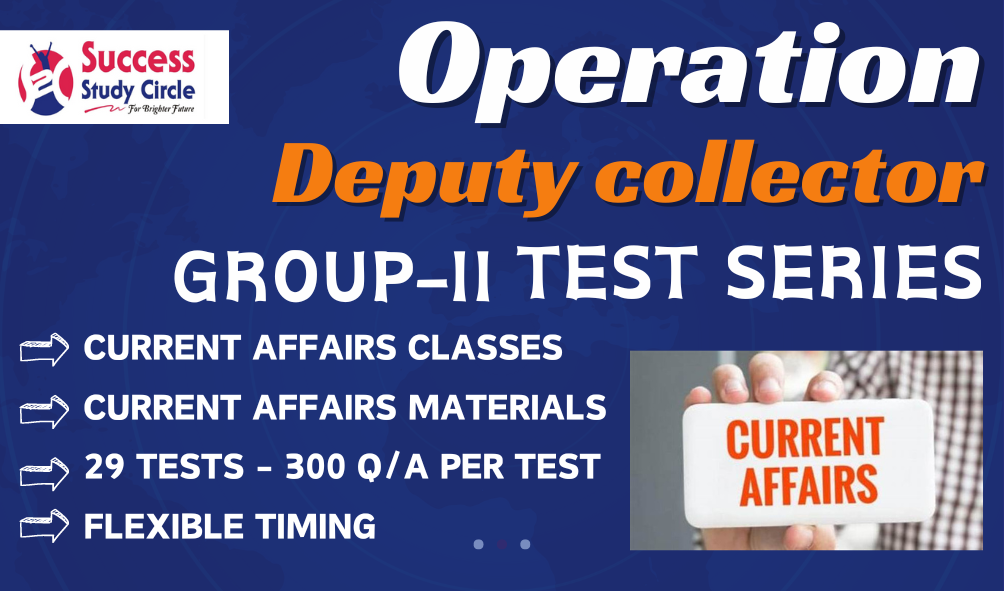 Success
Study Circle
For Brighter Future
Operation
Deputy collector
GROUP-II TEST SERIES
CURRENT AFFAIRS CLASSES
CURRENT AFFAIRS MATERIALS
29 TESTS - 300 Q/A PER TEST
FLEXIBLE TIMING
CURRENT
AFFAIRS